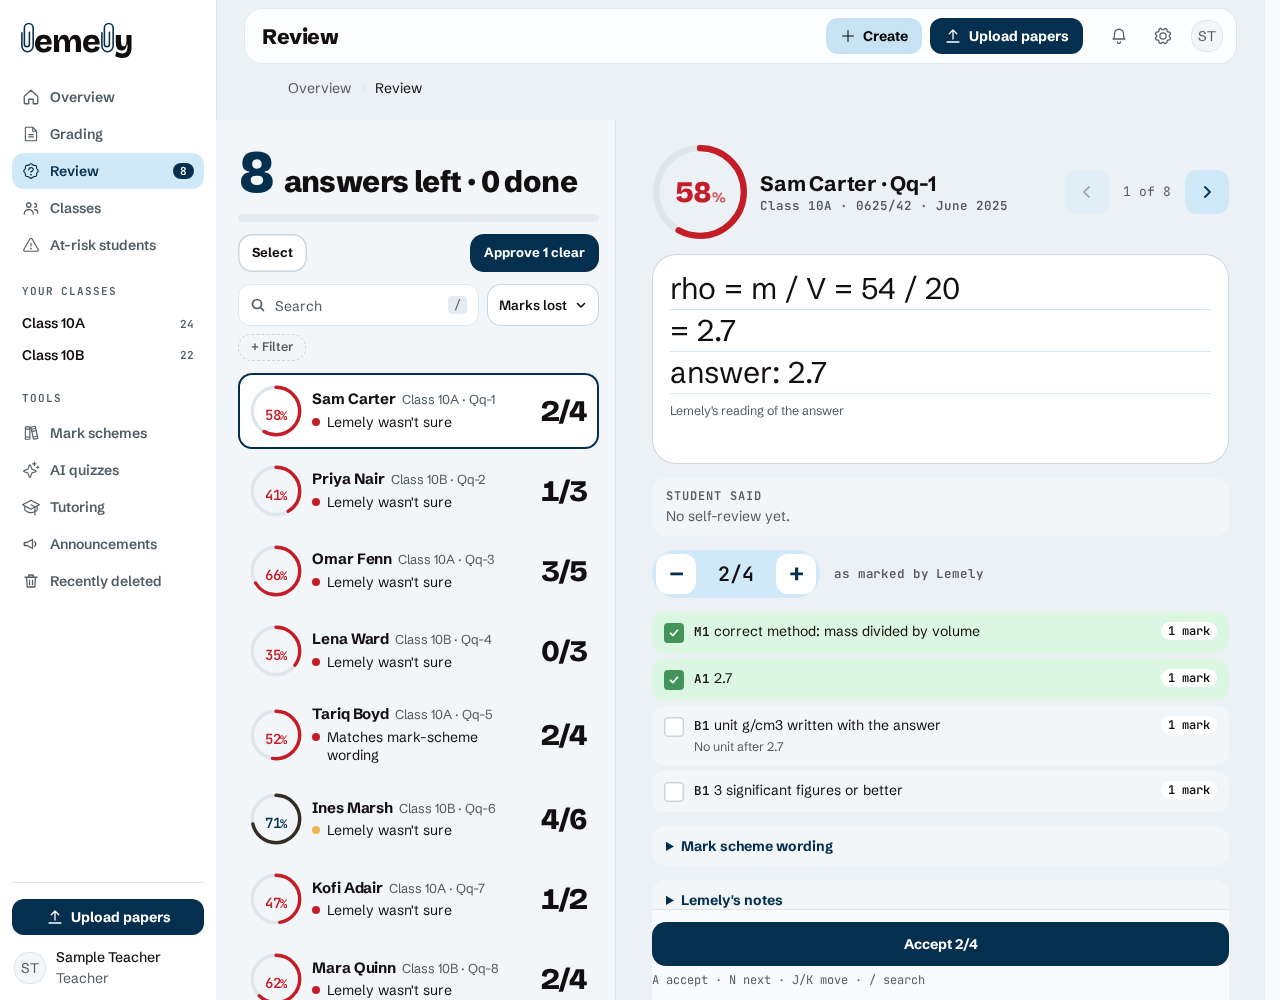 lemely
Overview
Grading
Review 8
Classes
At-risk students
YOUR CLASSES
Class 10A 24
Class 10B 22
TOOLS
Mark schemes
AI quizzes
Tutoring
Announcements
Recently deleted
Upload papers
ST Sample Teacher
Teacher
Review
Create
Upload papers
ST
Overview Review
8 answers left · 0 done
Select
Approve 1 clear
Search /
Marks lost
+ Filter
58% Sam Carter Class 10A · Qq-1 2/4
Lemely wasn't sure
41% Priya Nair Class 10B · Qq-2 1/3
Lemely wasn't sure
66% Omar Fenn Class 10A · Qq-3 3/5
Lemely wasn't sure
35% Lena Ward Class 10B · Qq-4 0/3
Lemely wasn't sure
52% Tariq Boyd Class 10A · Qq-5 2/4
Matches mark-scheme
wording
71% Ines Marsh Class 10B · Qq-6 4/6
Lemely wasn't sure
47% Kofi Adair Class 10A · Qq-7 1/2
Lemely wasn't sure
62% Mara Quinn Class 10B · Qq-8 2/4
Lemely wasn't sure
58% Sam Carter · Qq-1
Class 10A · 0625/42 · June 2025
1 of 8
rho = m / V = 54 / 20
= 2.7
answer: 2.7
Lemely's reading of the answer
STUDENT SAID
No self-review yet.
− 2/4 + as marked by Lemely
M1 correct method: mass divided by volume 1 mark
A1 2.7 1 mark
B1 unit g/cm3 written with the answer 1 mark
No unit after 2.7
B1 3 significant figures or better 1 mark
Mark scheme wording
Lemely's notes
Accept 2/4
A accept · N next · J/K move · / search